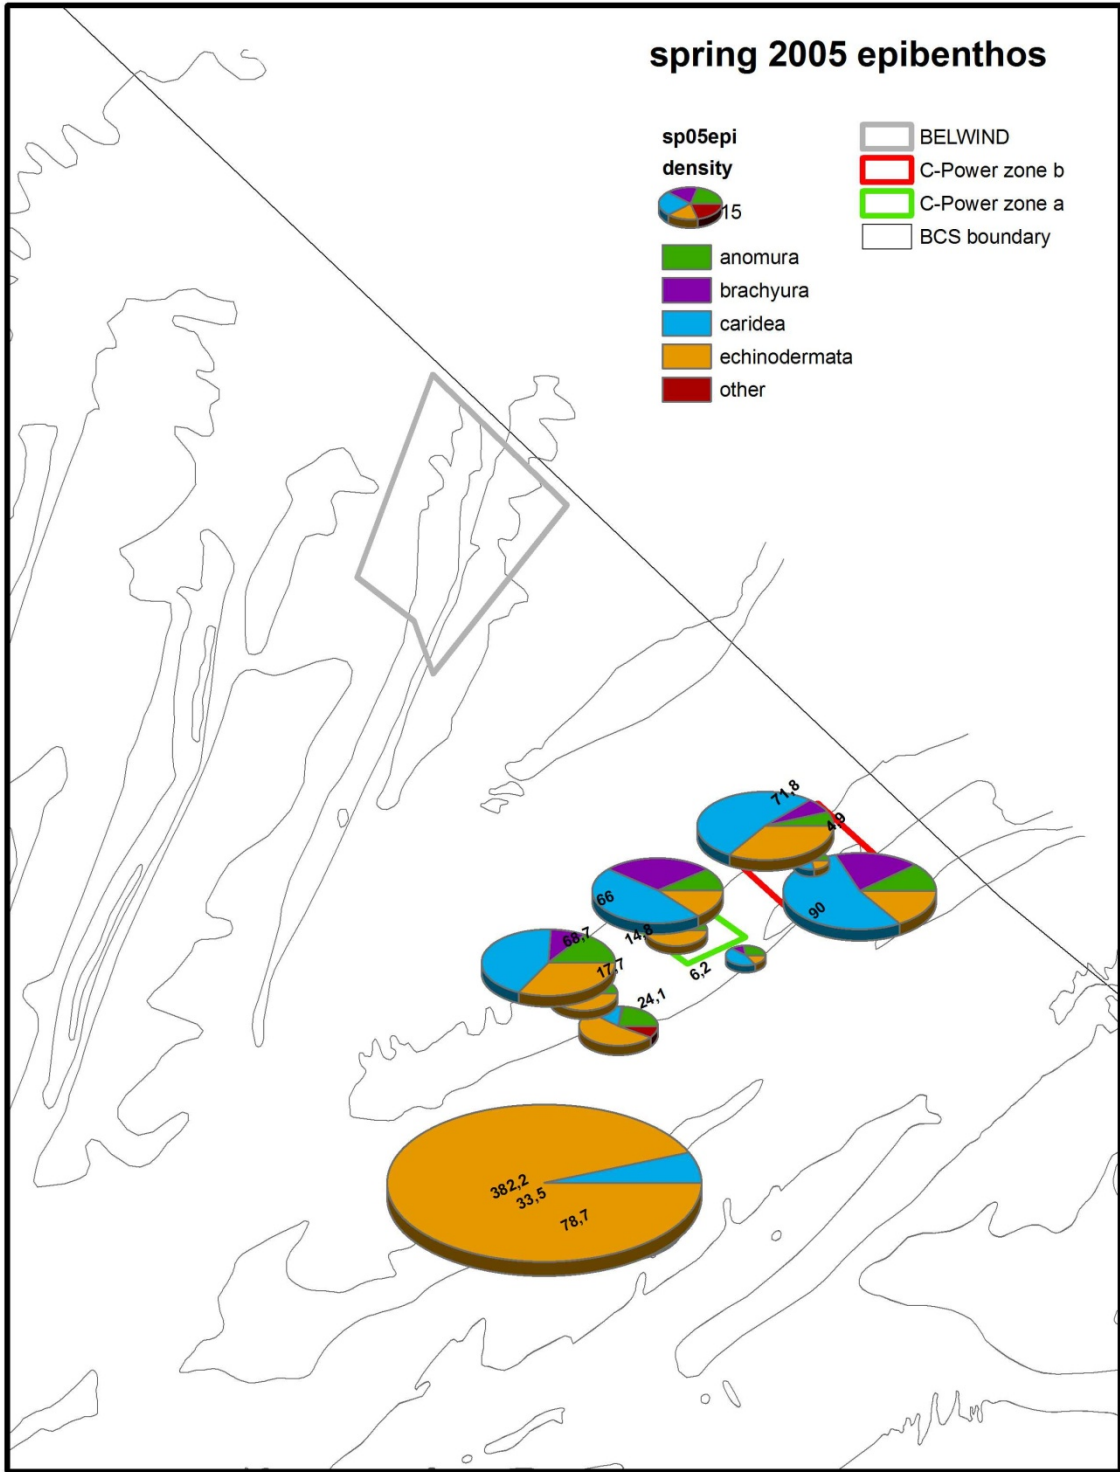 spring 2005 epibenthos
sp05epi
density
15
anomura
brachyura
caridea
echinodermata
other
BELWIND
C-Power zone b
C-Power zone a
BCS boundary
71,8
4,9
66
90
68,7
14,8
17,7
6,2
24,1
382,2
33,5
78,7